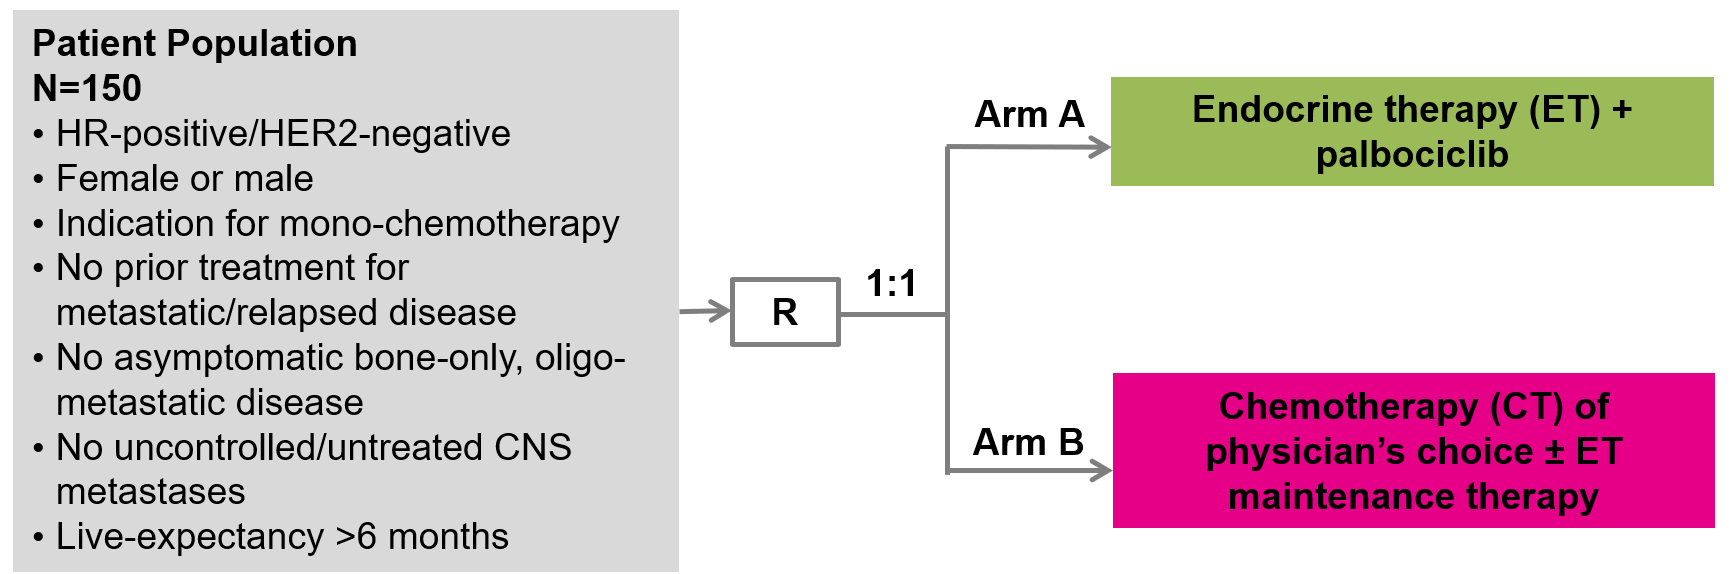 Patient Population
N=150
• HR-positive/HER2-negative
• Female or male
• Indication for mono-chemotherapy
• No prior treatment for
metastatic/relapsed disease
• No asymptomatic bone-only, oligo-
metastatic disease
• No uncontrolled/untreated CNS
metastases
• Live-expectancy >6 months
R
1:1
Arm A
Endocrine therapy (ET) +
palbociclib
Arm B
Chemotherapy (CT) of
physician’s choice ± ET
maintenance therapy